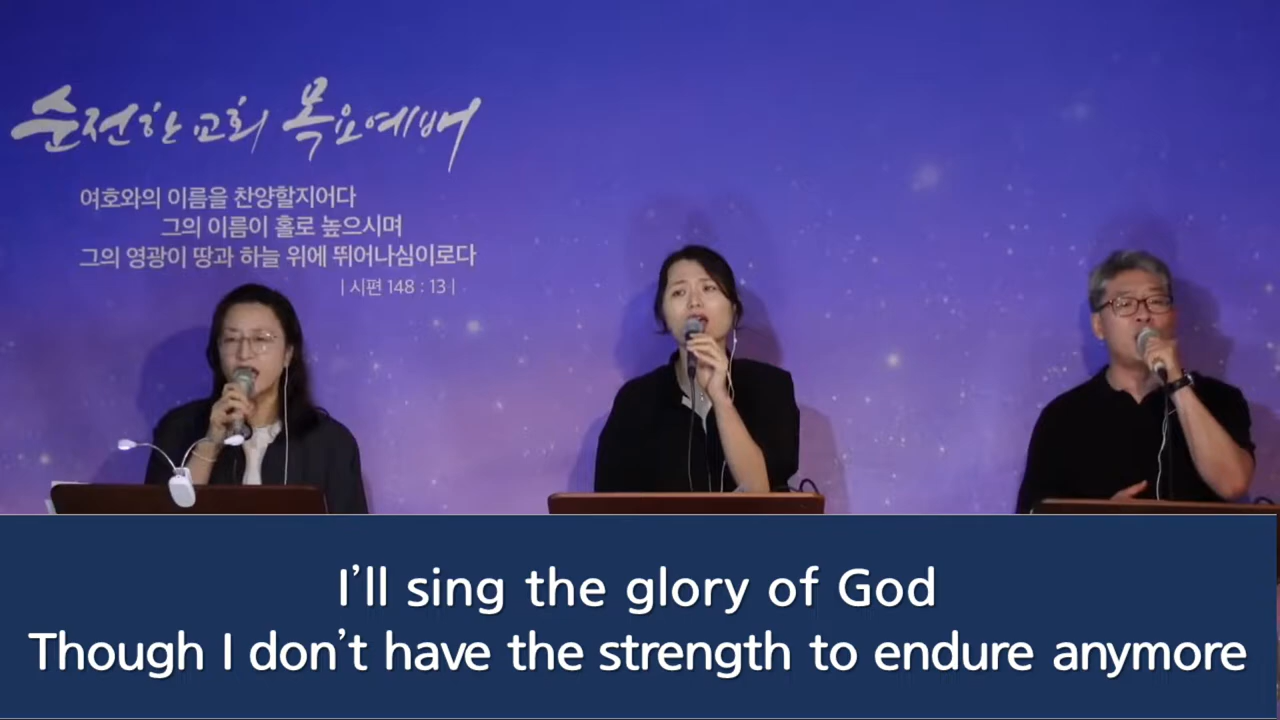 순전한 교회 목요예배
여호와의 이름을 찬양할지어다
그의 이름이 홀로 높으시며
그의 영광이 땅과 하늘 위에 뛰어나심이로다
| 시편 148 : 13 |
I’ll sing the glory of God
Though I don’t have the strength to endure anymore